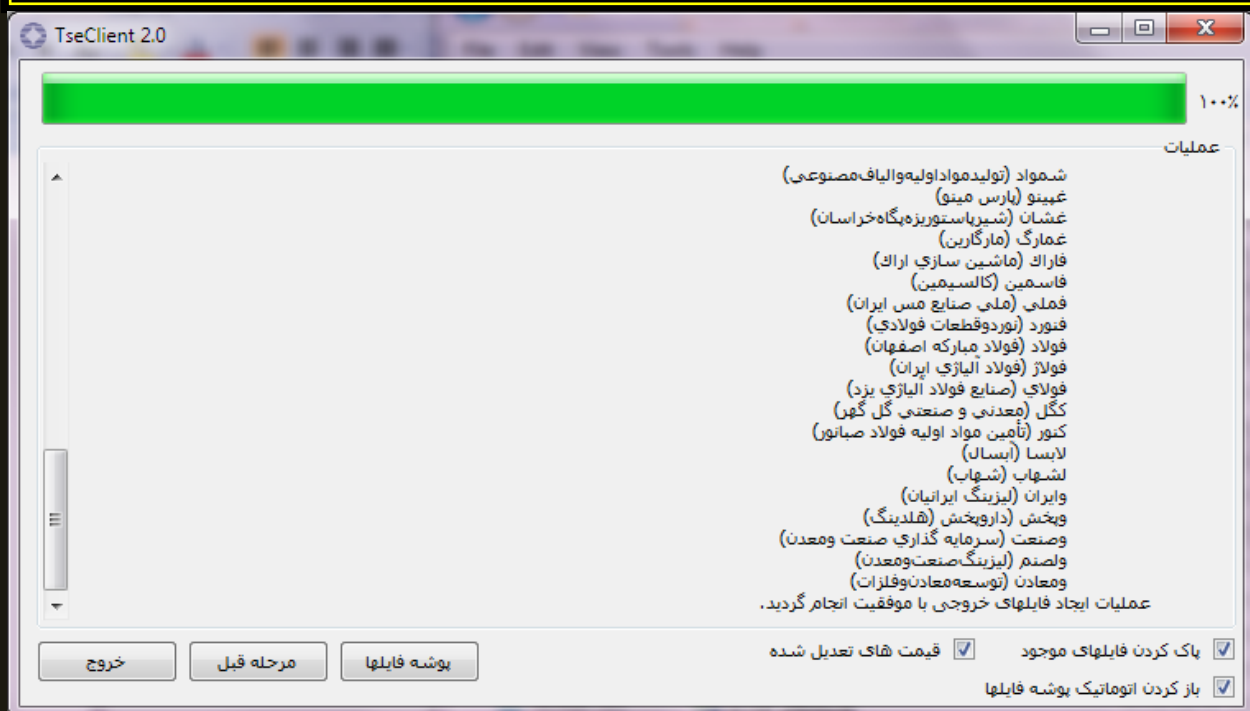 TseClient 2.0
۱۰۰%
عملیات
شمواد (تولیدمواداولیه‌والیاف‌مصنوعی)
غپینو (پارس مینو)
غشان (شیرپاستوریزه‌پگاه‌خراسان)
غمارگ (مارگارین)
فاراك (ماشین سازي اراك)
فاسمین (کالسیمین)
فملي (ملي صنایع مس ایران)
فنورد (نوردوقطعات فولادي)
فولاد (فولاد مبارکه اصفهان)
فولاژ (فولاد آلیاژي ایران)
فولاي (صنایع فولاد آلیاژي یزد)
کگل (معدني و صنعتي گل گهر)
کنور (تأمین مواد اولیه فولاد صبانور)
لابسا (آبسال)
لشهاب (شهاب)
وایران (لیزینگ ایرانیان)
وپخش (داروپخش (هلدینگ)
وصنعت (سرمایه گذاري صنعت ومعدن)
ولصنم (لیزینگ‌صنعت‌ومعدن)
ومعادن (توسعه‌معادن‌وفلزات)
عملیات ایجاد فایلهای خروجی با موفقیت انجام گردید.
پاک کردن فایلهای موجود
قیمت های تعدیل شده
پوشه فایلها
مرحله قبل
خروج
باز کردن اتوماتیک پوشه فایلها